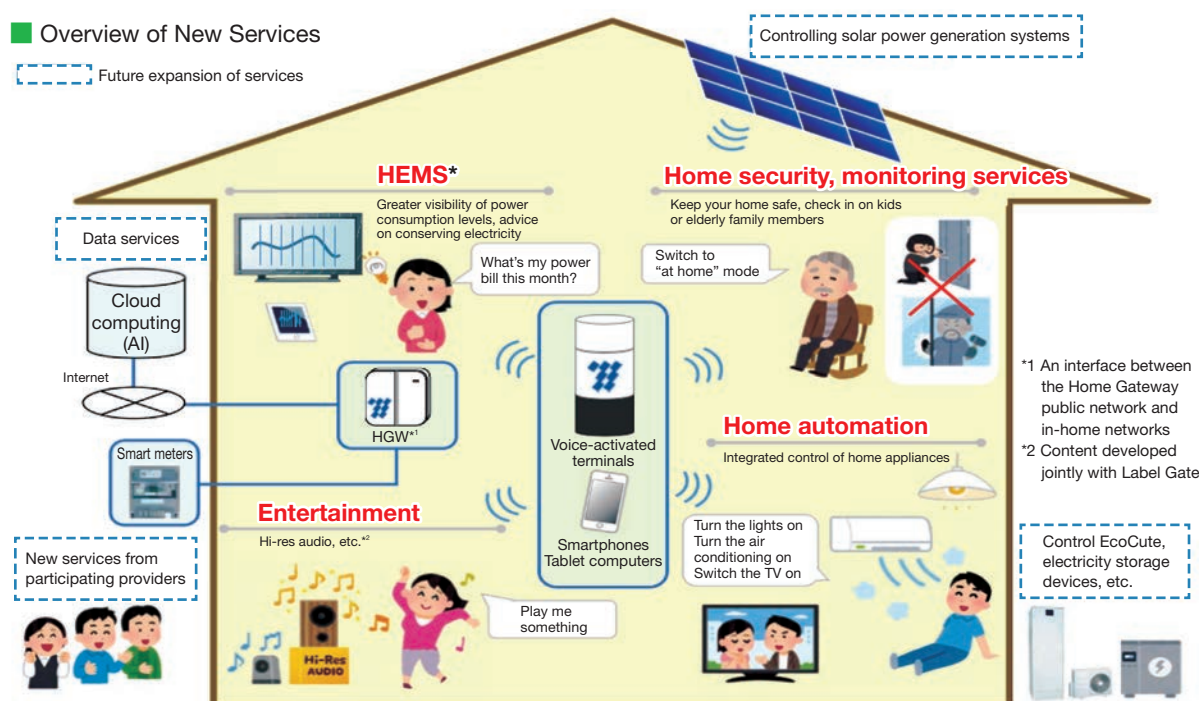 Overview of New Services
Future expansion of services
Controlling solar power generation systems
HEMS*
Greater visibility of power
consumption levels, advice
on conserving electricity
What's my power
bill this month?
Home security, monitoring services
Keep your home safe, check in on kids
or elderly family members
Switch to
“at home” mode
Data services
Cloud
computing
(AI)
Internet
HGW*1
Smart meters
Voice-activated
terminals
Smartphones
Tablet computers
Home automation
Integrated control of home appliances
Turn the lights on
Turn the air
conditioning on
Switch the TV on
Entertainment
Hi-res audio, etc.*2
Play me
something
Hi-Res
AUDIO
New services from
participating providers
*1 An interface between
the Home Gateway
public network and
in-home networks
*2 Content developed
jointly with Label Gate
Control EcoCute,
electricity storage
devices, etc.